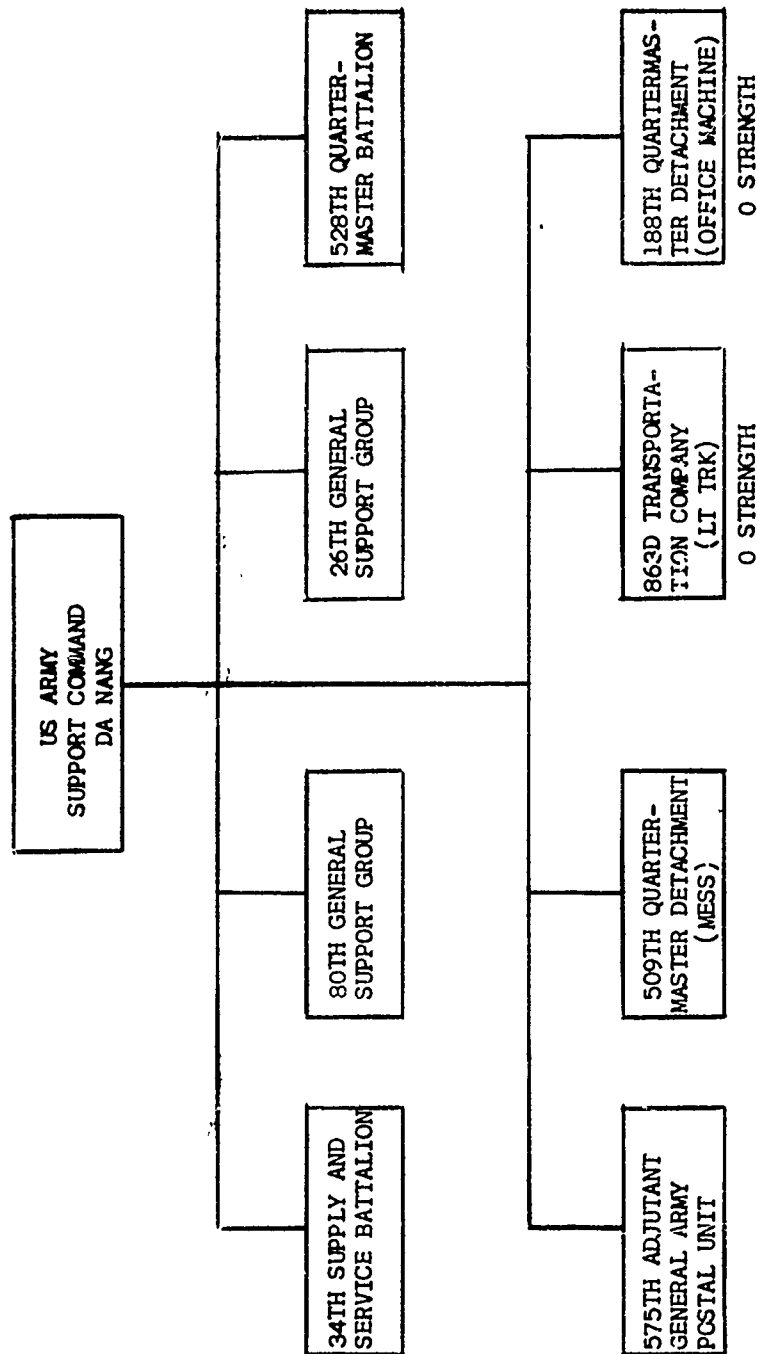 US ARMY
SUPPORT COMMAND
DA NANG
34TH SUPPLY AND
SERVICE BATTALION
80TH GENERAL
SUPPORT GROUP
26TH GENERAL
SUPPORT GROUP
528TH QUARTER-
MASTER BATTALION
575TH ADJUTANT
GENERAL ARMY
POSTAL UNIT
509TH QUARTER-
MASTER DETACHMENT
(MESS)
863D TRANSPORTA-
TION COMPANY
(LT TRK)
0 STRENGTH
188TH QUARTERMAS-
TER DETACHMENT
(OFFICE MACHINE)
0 STRENGTH